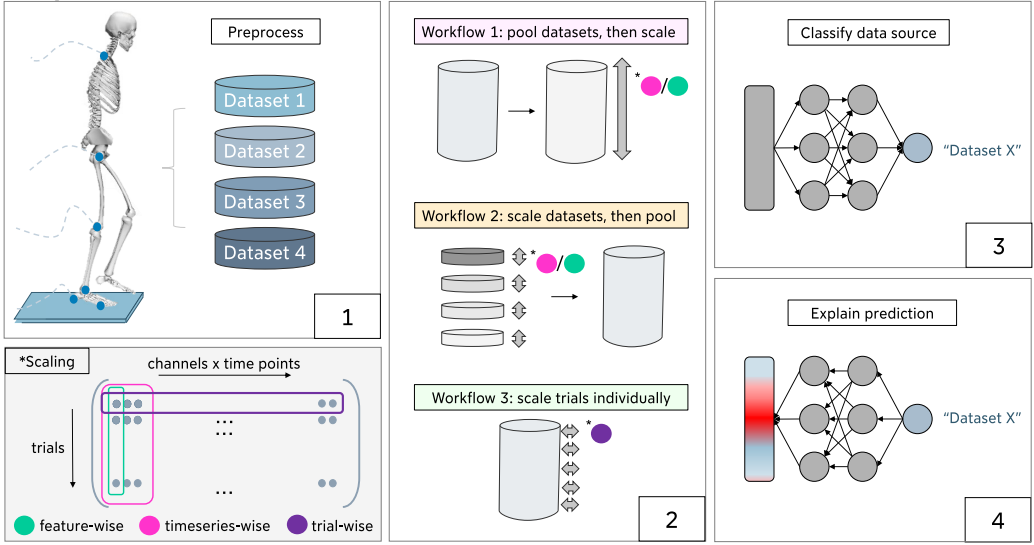 Preprocess
Dataset 1
Dataset 2
Dataset 3
Dataset 4
1
*Scaling
channels x time points
trials
...
...
...
feature-wise
timeseries-wise
trial-wise
Workflow 1: pool datasets, then scale
* /
Workflow 2: scale datasets, then pool
* /
Workflow 3: scale trials individually
*
2
Classify data source
"Dataset X"
3
Explain prediction
"Dataset X"
4